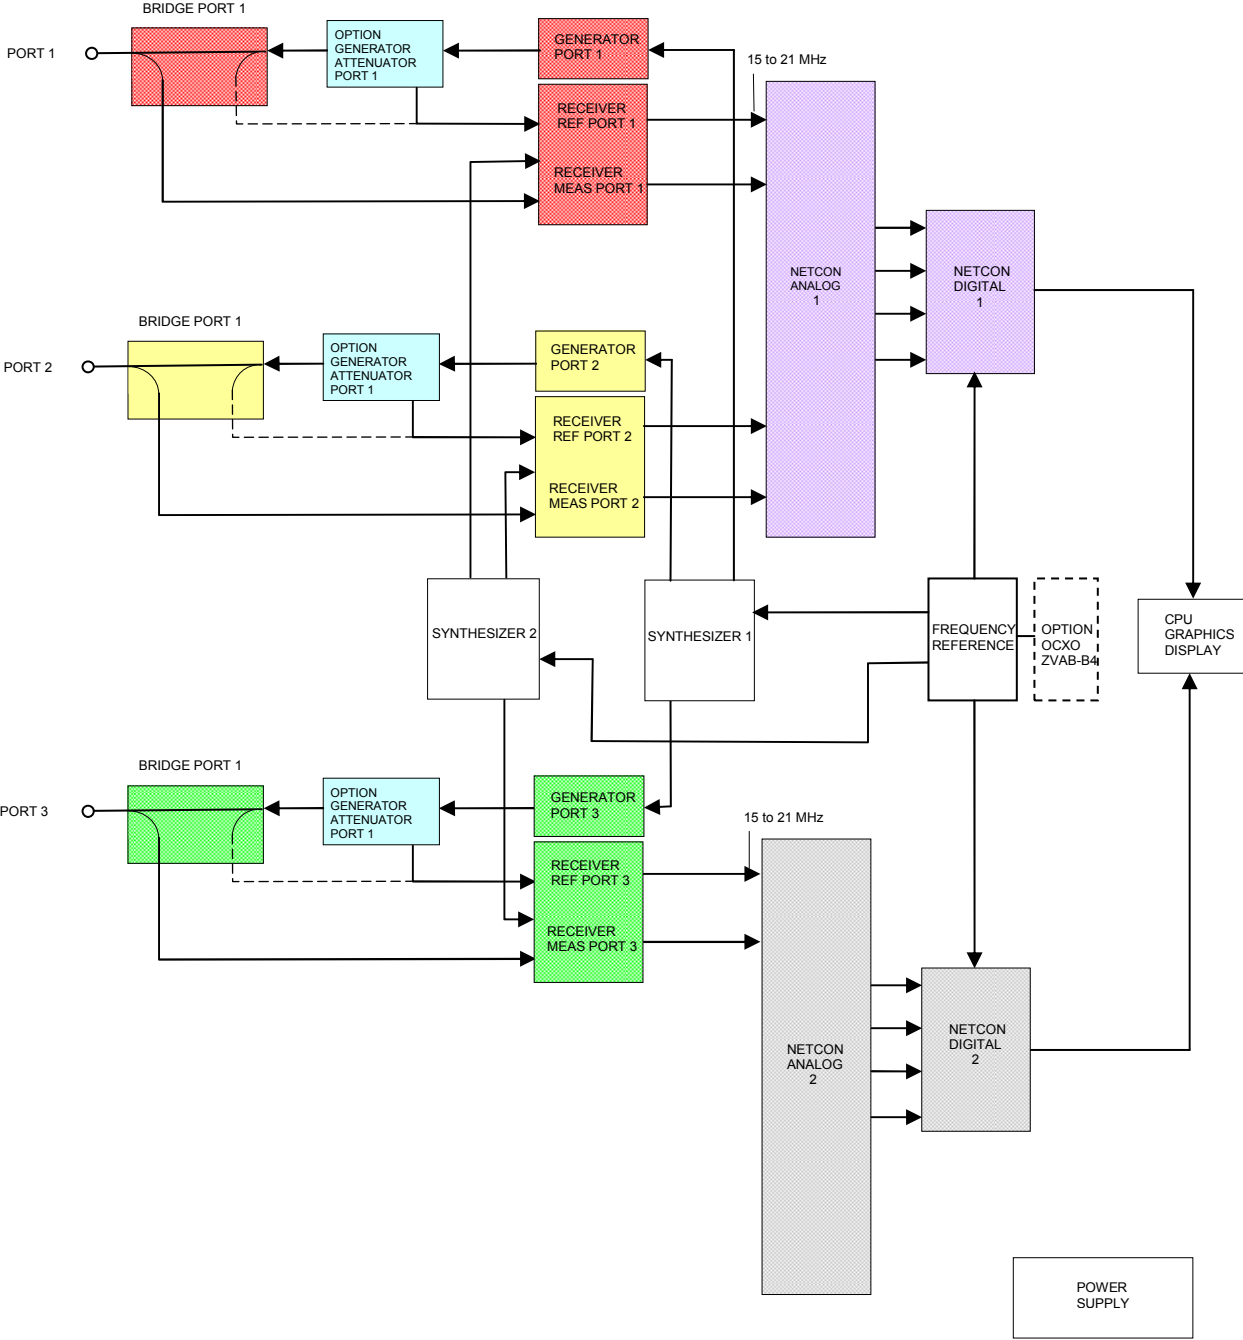 BRIDGE PORT 1
PORT 1
OPTION
GENERATOR
ATTENUATOR
PORT 1
GENERATOR
PORT 1
RECEIVER
REF PORT 1
RECEIVER
MEAS PORT 1
15 to 21 MHz
NETCON
ANALOG
1
NETCON
DIGITAL
1
BRIDGE PORT 1
PORT 2
OPTION
GENERATOR
ATTENUATOR
PORT 1
GENERATOR
PORT 2
RECEIVER
REF PORT 2
RECEIVER
MEAS PORT 2
SYNTHESIZER 2
SYNTHESIZER 1
FREQUENCY
REFERENCE
OPTION
OCXO
ZVAB-B4
CPU
GRAPHICS
DISPLAY
BRIDGE PORT 1
PORT 3
OPTION
GENERATOR
ATTENUATOR
PORT 1
GENERATOR
PORT 3
RECEIVER
REF PORT 3
RECEIVER
MEAS PORT 3
15 to 21 MHz
NETCON
ANALOG
2
NETCON
DIGITAL
2
POWER
SUPPLY